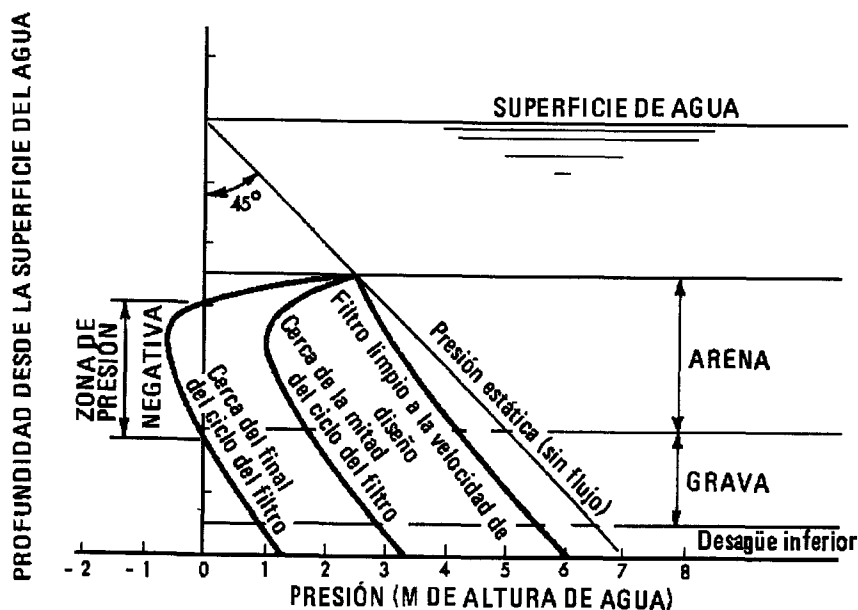 PROFUNDIDAD DESDE LA SUPERFICIE DEL AGUA
SUPERFICIE DE AGUA
45°
ZONA DE
PRESIÓN
NEGATIVA
Cerca del final
del ciclo del filtro
Cerca de la mitad
del ciclo del filtro
Filtro limpio a la velocidad de
diseño
Presión estática (sin flujo)
ARENA
GRAVA
Desagüe inferior
-2 -1 0 1 2 3 4 5 6 7 8
PRESIÓN (M DE ALTURA DE AGUA)